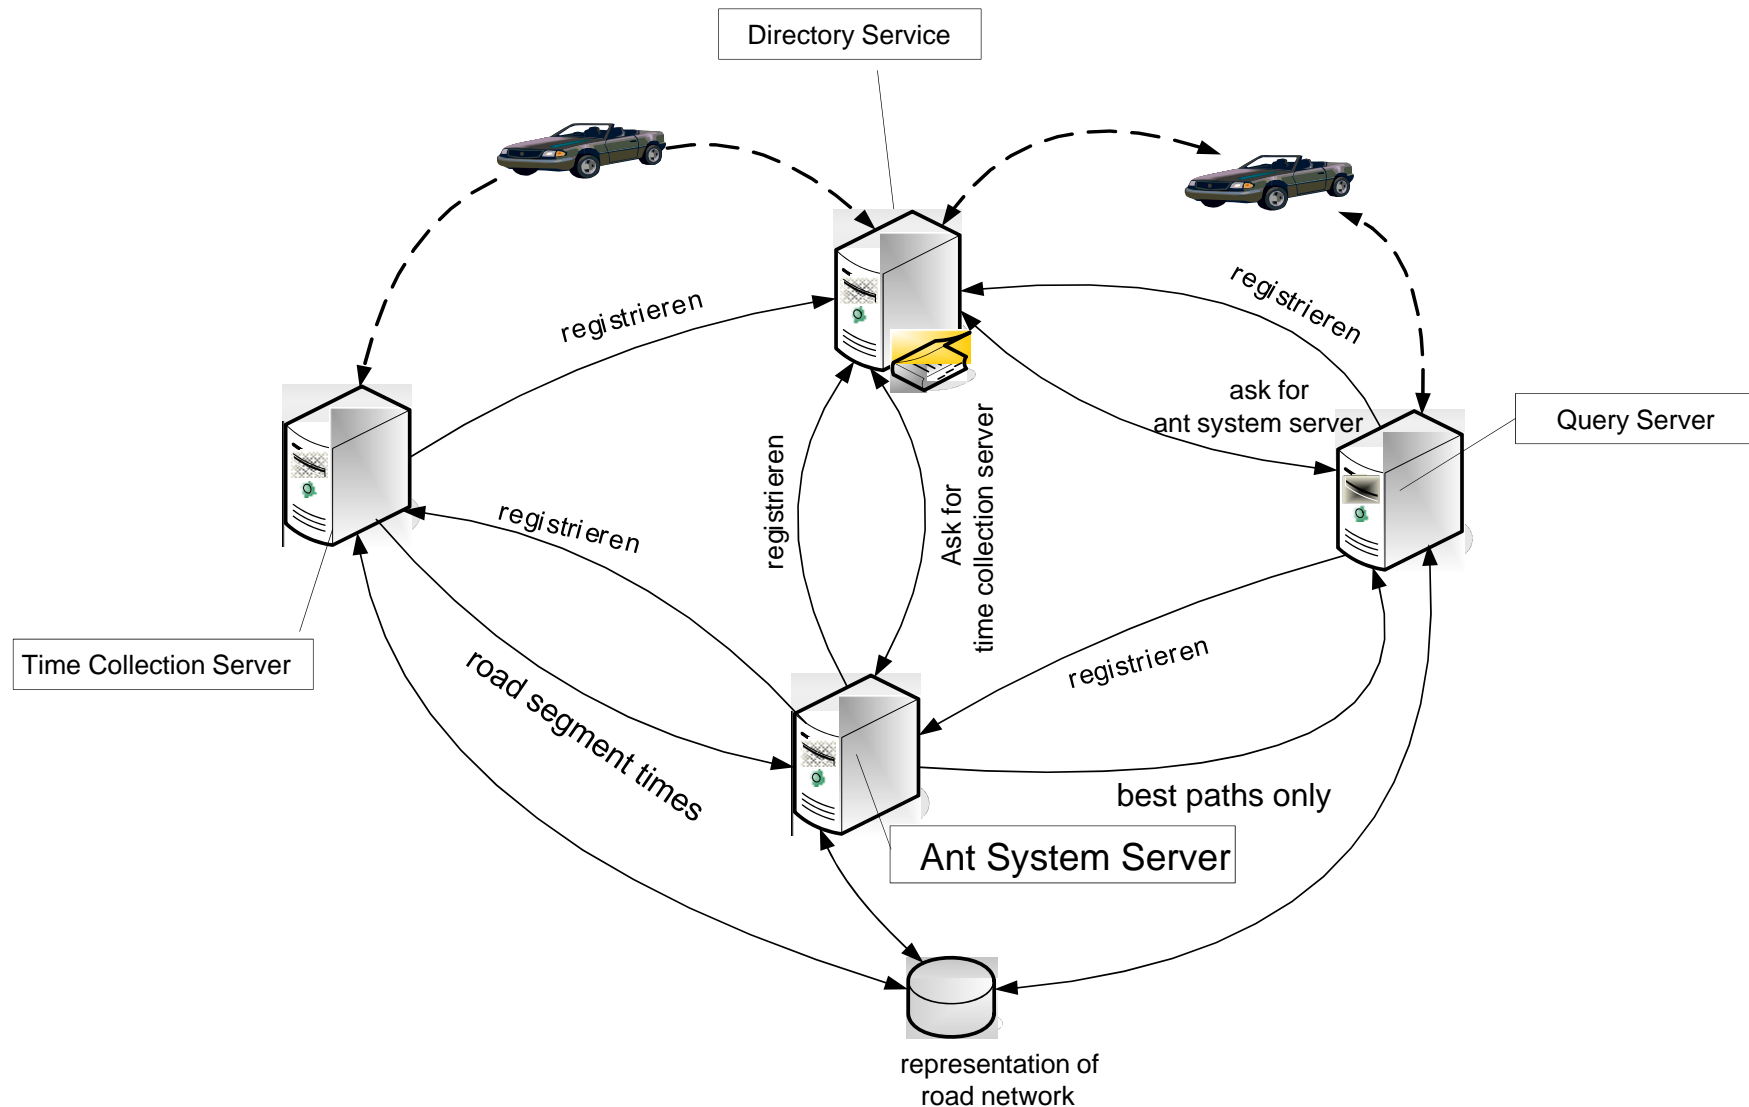 Directory Service
registrieren
registrieren
ask for
ant system server
Query Server
registrieren
registrieren
Ask for
time collection server
Time Collection Server
road segment times
registrieren
best paths only
Ant System Server
representation of
road network